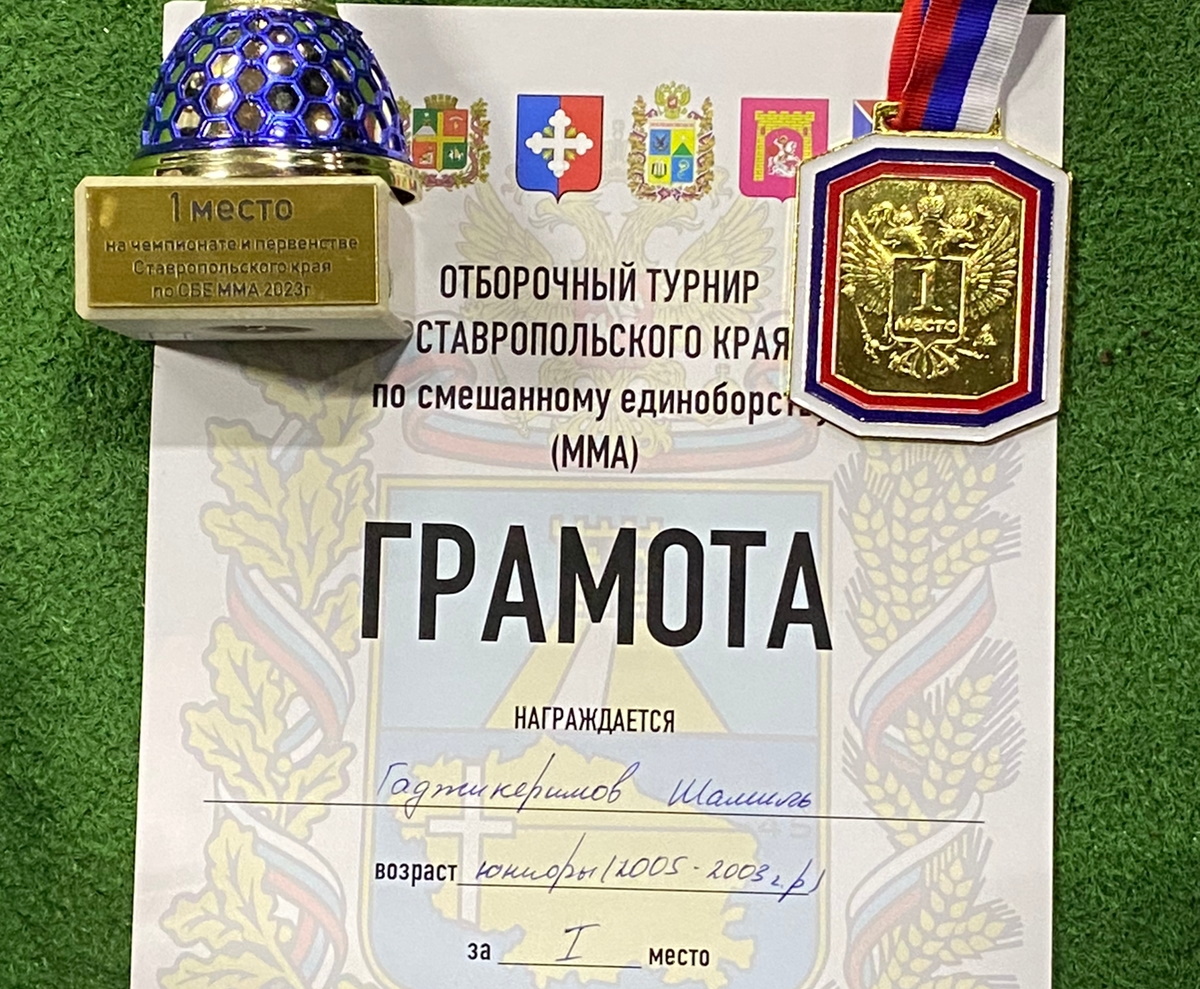 1 место
на чемпионате и первенстве
Ставропольского края
по СБЕ ММА 2023г
1
место
ОТБОРОЧНЫЙ ТУРНИР
СТАВРОПОЛЬСКОГО КРАЯ
по смешанному единоборству
(ММА)
ГРАМОТА
НАГРАЖДАЕТСЯ
Гаджикеримов Шамиль
возраст юниоры (2005 - 2003 г.р)
за I место